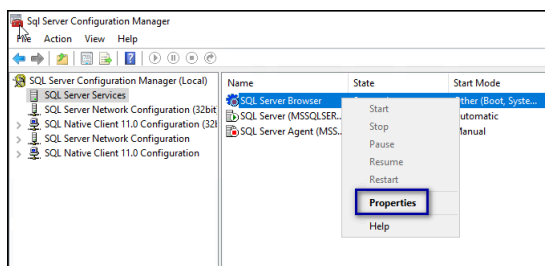 Sql Server Configuration Manager
File Action View Help
SQL Server Configuration Manager (Local)
SQL Server Services
SQL Server Network Configuration (32bit
SQL Native Client 11.0 Configuration (32l
SQL Server Network Configuration
SQL Native Client 11.0 Configuration
Name State Start Mode
SQL Server Browser ther (Boot, Syste...
SQL Server (MSSQLSER... utomatic
SQL Server Agent (MSS... anual
Start
Stop
Pause
Resume
Restart
Properties
Help